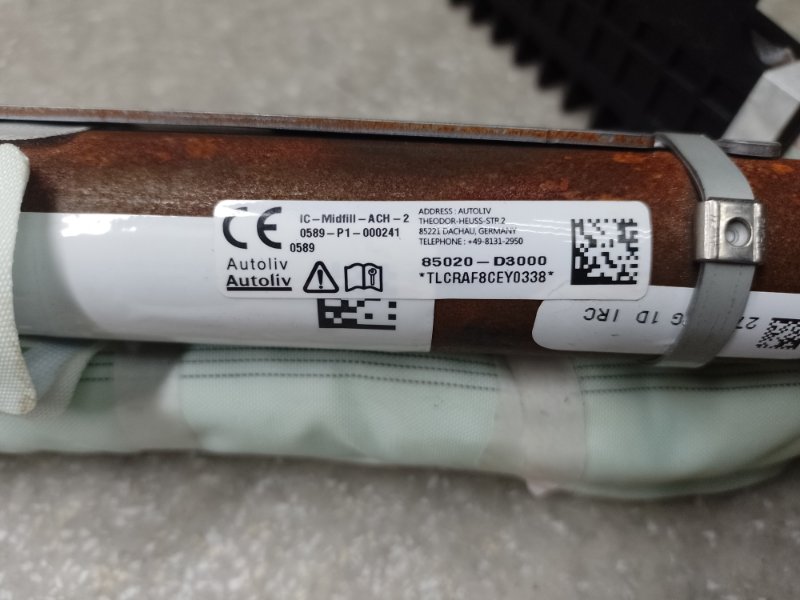 CE
IC-Midfill-ACH-2
0589-P1-000241
0589
Autoliv
Autoliv
ADDRESS : AUTOLIV
THEODOR-HEUSS-STR.2
85221 DACHAU, GERMANY
TELEPHONE : +49-8131-2950
85020-D3000
*TLCRAF8CEY0338*
27
G 1D IRC